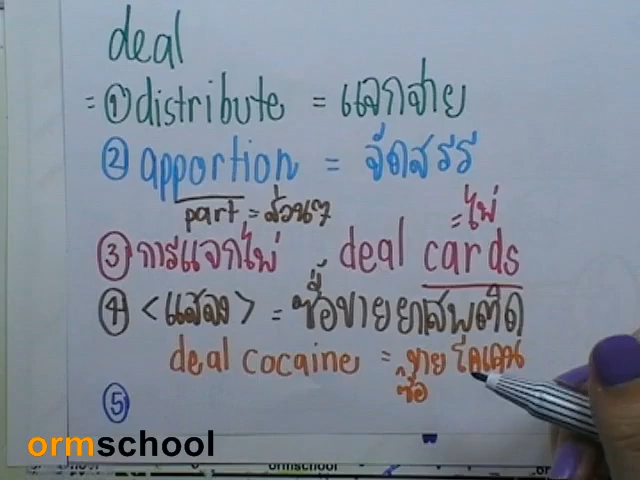 deal
= ① distribute = แจกจ่าย
② apportion = จัดสรร
part = ส่วนๆ
= ไพ่
③ การแจกไพ่ deal cards
④ <แสลง> = ซื้อขายยาเสพติด
deal cocaine = ขาย โคเคน
ซื้อ
⑤
ormschool
ormschool